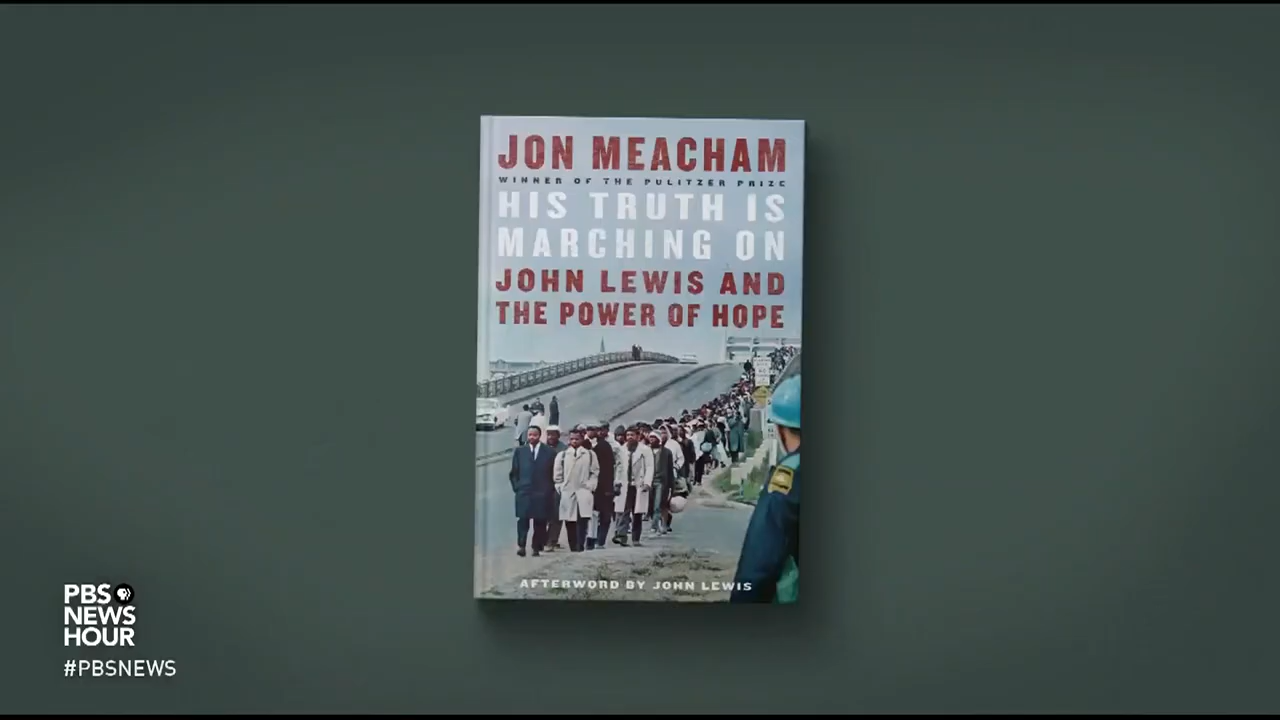 JON MEACHAM
WINNER OF THE PULITZER PRIZE
HIS TRUTH IS
MARCHING ON
JOHN LEWIS AND
THE POWER OF HOPE
AFTERWORD BY JOHN LEWIS
PBS
NEWS
HOUR
#PBSNEWS